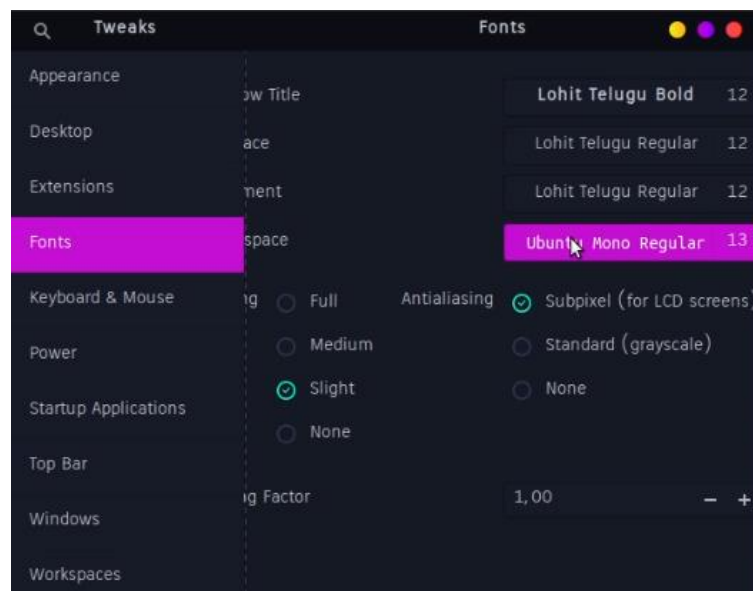 Tweaks
Fonts
Appearance
Desktop
Extensions
Fonts
Keyboard & Mouse
Power
Startup Applications
Top Bar
Windows
Workspaces
ow Title
Lohit Telugu Bold 12
ace
Lohit Telugu Regular 12
ment
Lohit Telugu Regular 12
space
Ubuntu Mono Regular 13
ng
Full
Medium
Slight
None
Antialiasing
Subpixel (for LCD screens)
Standard (grayscale)
None
ng Factor
1,00 − +